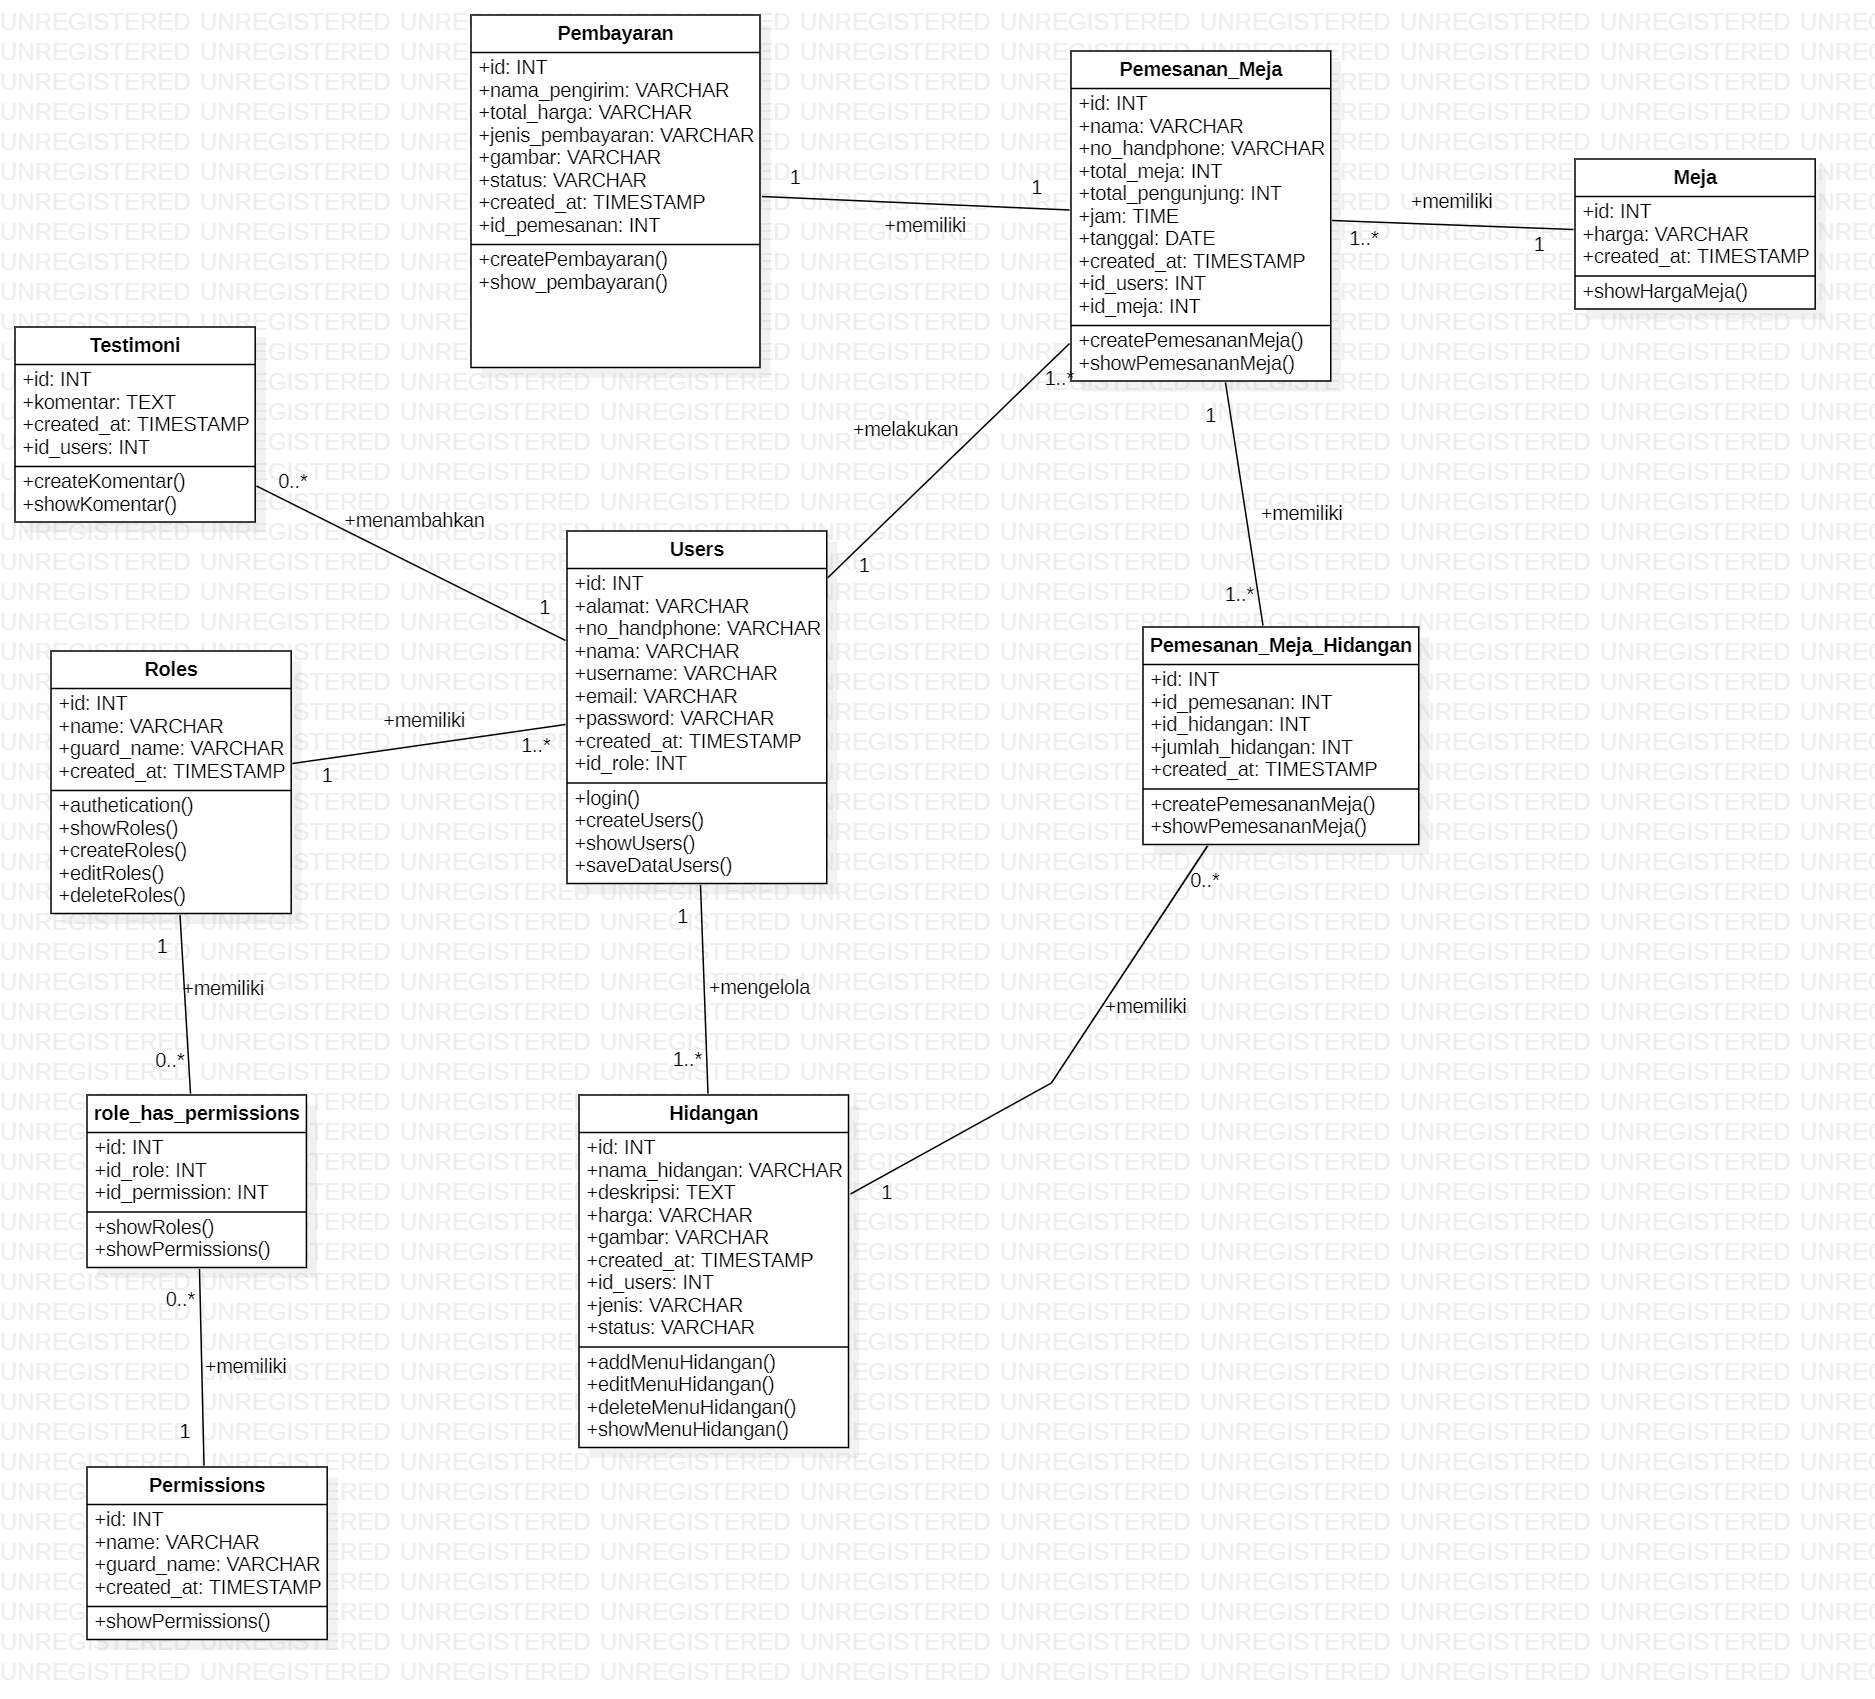 Pembayaran
+id: INT
+nama_pengirim: VARCHAR
+total_harga: VARCHAR
+jenis_pembayaran: VARCHAR
+gambar: VARCHAR
+status: VARCHAR
+created_at: TIMESTAMP
+id_pemesanan: INT
+createPembayaran()
+show_pembayaran()
1
1
+memiliki
Pemesanan_Meja
+id: INT
+nama: VARCHAR
+no_handphone: VARCHAR
+total_meja: INT
+total_pengunjung: INT
+jam: TIME
+tanggal: DATE
+created_at: TIMESTAMP
+id_users: INT
+id_meja: INT
+createPemesananMeja()
+showPemesananMeja()
+memiliki
1..*
1
Meja
+id: INT
+harga: VARCHAR
+created_at: TIMESTAMP
+showHargaMeja()
Testimoni
+id: INT
+komentar: TEXT
+created_at: TIMESTAMP
+id_users: INT
+createKomentar()
+showKomentar()
0..*
+menambahkan
1
1..*
+melakukan
1
1
+memiliki
1..*
Users
+id: INT
+alamat: VARCHAR
+no_handphone: VARCHAR
+nama: VARCHAR
+username: VARCHAR
+email: VARCHAR
+password: VARCHAR
+created_at: TIMESTAMP
+id_role: INT
+login()
+createUsers()
+showUsers()
+saveDataUsers()
Roles
+id: INT
+name: VARCHAR
+guard_name: VARCHAR
+created_at: TIMESTAMP
+authetication()
+showRoles()
+createRoles()
+editRoles()
+deleteRoles()
+memiliki
1..*
1
Pemesanan_Meja_Hidangan
+id: INT
+id_pemesanan: INT
+id_hidangan: INT
+jumlah_hidangan: INT
+created_at: TIMESTAMP
+createPemesananMeja()
+showPemesananMeja()
0..*
+memiliki
1
1
+mengelola
1..*
1
+memiliki
0..*
role_has_permissions
+id: INT
+id_role: INT
+id_permission: INT
+showRoles()
+showPermissions()
Hidangan
+id: INT
+nama_hidangan: VARCHAR
+deskripsi: TEXT
+harga: VARCHAR
+gambar: VARCHAR
+created_at: TIMESTAMP
+id_users: INT
+jenis: VARCHAR
+status: VARCHAR
+addMenuHidangan()
+editMenuHidangan()
+deleteMenuHidangan()
+showMenuHidangan()
0..*
+memiliki
1
Permissions
+id: INT
+name: VARCHAR
+guard_name: VARCHAR
+created_at: TIMESTAMP
+showPermissions()
UNREGISTERED